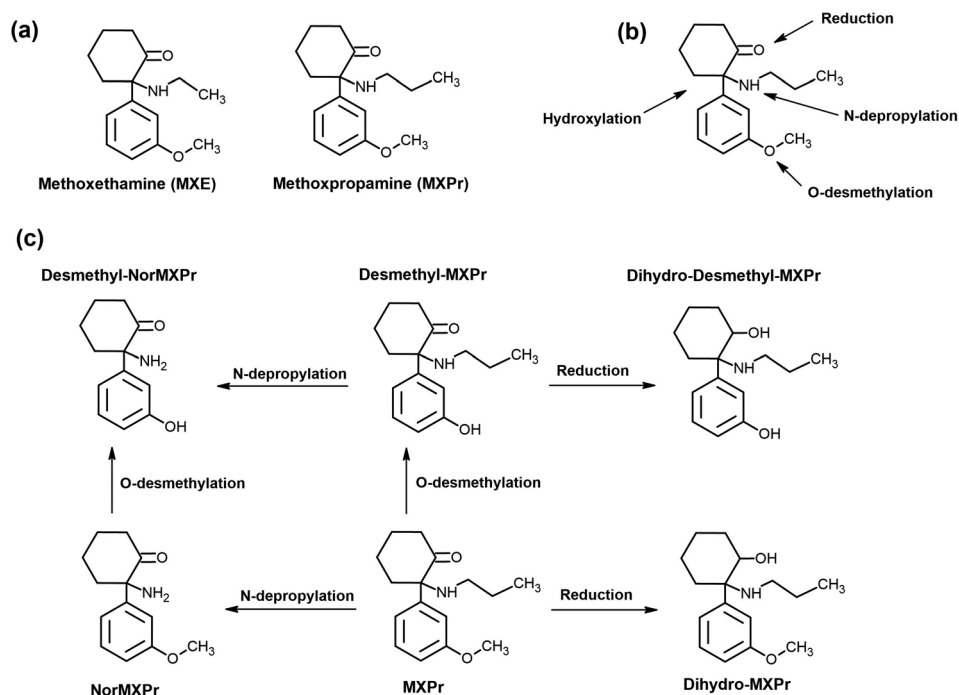 (a)
O
NH
CH3
O
CH3
Methoxethamine (MXE)
O
NH
CH3
O
CH3
Methoxpropamine (MXPr)
(b)
Reduction
O
NH
CH3
Hydroxylation
N-depropylation
O
CH3
O-desmethylation
(c)
Desmethyl-NorMXPr
Desmethyl-MXPr
Dihydro-Desmethyl-MXPr
O
NH2
OH
N-depropylation
O
NH
CH3
OH
Reduction
OH
NH
CH3
OH
O-desmethylation
O-desmethylation
O
NH2
O
CH3
N-depropylation
O
NH
CH3
O
CH3
Reduction
OH
NH
CH3
O
CH3
NorMXPr
MXPr
Dihydro-MXPr